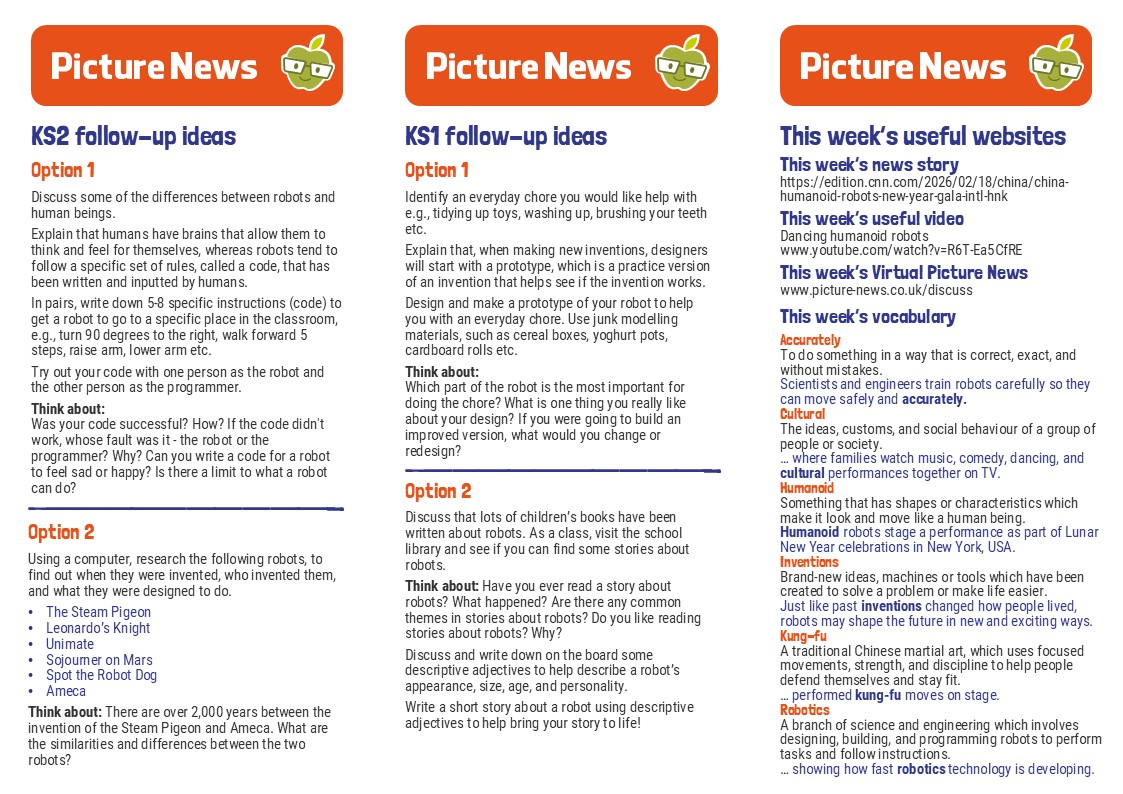 Picture News
KS2 follow-up ideas
Option 1
Discuss some of the differences between robots and
human beings.
Explain that humans have brains that allow them to
think and feel for themselves, whereas robots tend to
follow a specific set of rules, called a code, that has
been written and inputted by humans.
In pairs, write down 5-8 specific instructions (code) to
get a robot to go to a specific place in the classroom,
e.g., turn 90 degrees to the right, walk forward 5
steps, raise arm, lower arm etc.
Try out your code with one person as the robot and
the other person as the programmer.
Think about:
Was your code successful? How? If the code didn't
work, whose fault was it - the robot or the
programmer? Why? Can you write a code for a robot
to feel sad or happy? Is there a limit to what a robot
can do?
Option 2
Using a computer, research the following robots, to
find out when they were invented, who invented them,
and what they were designed to do.
• The Steam Pigeon
• Leonardo's Knight
• Unimate
• Sojourner on Mars
• Spot the Robot Dog
• Ameca
Think about: There are over 2,000 years between the
invention of the Steam Pigeon and Ameca. What are
the similarities and differences between the two
robots?
Picture News
KS1 follow-up ideas
Option 1
Identify an everyday chore you would like help with
e.g., tidying up toys, washing up, brushing your teeth
etc.
Explain that, when making new inventions, designers
will start with a prototype, which is a practice version
of an invention that helps see if the invention works.
Design and make a prototype of your robot to help
you with an everyday chore. Use junk modelling
materials, such as cereal boxes, yoghurt pots,
cardboard rolls etc.
Think about:
Which part of the robot is the most important for
doing the chore? What is one thing you really like
about your design? If you were going to build an
improved version, what would you change or
redesign?
Option 2
Discuss that lots of children's books have been
written about robots. As a class, visit the school
library and see if you can find some stories about
robots.
Think about: Have you ever read a story about
robots? What happened? Are there any common
themes in stories about robots? Do you like reading
stories about robots? Why?
Discuss and write down on the board some
descriptive adjectives to help describe a robot's
appearance, size, age, and personality.
Write a short story about a robot using descriptive
adjectives to help bring your story to life!
Picture News
This week's useful websites
This week's news story
https://edition.cnn.com/2026/02/18/china/china-
humanoid-robots-new-year-gala-intl-hnk
This week's useful video
Dancing humanoid robots
www.youtube.com/watch?v=R6T-Ea5CfRE
This week's Virtual Picture News
www.picture-news.co.uk/discuss
This week's vocabulary
Accurately
To do something in a way that is correct, exact, and
without mistakes.
Scientists and engineers train robots carefully so they
can move safely and accurately.
Cultural
The ideas, customs, and social behaviour of a group of
people or society.
… where families watch music, comedy, dancing, and
cultural performances together on TV.
Humanoid
Something that has shapes or characteristics which
make it look and move like a human being.
Humanoid robots stage a performance as part of Lunar
New Year celebrations in New York, USA.
Inventions
Brand-new ideas, machines or tools which have been
created to solve a problem or make life easier.
Just like past inventions changed how people lived,
robots may shape the future in new and exciting ways.
Kung-fu
A traditional Chinese martial art, which uses focused
movements, strength, and discipline to help people
defend themselves and stay fit.
… performed kung-fu moves on stage.
Robotics
A branch of science and engineering which involves
designing, building, and programming robots to perform
tasks and follow instructions.
… showing how fast robotics technology is developing.